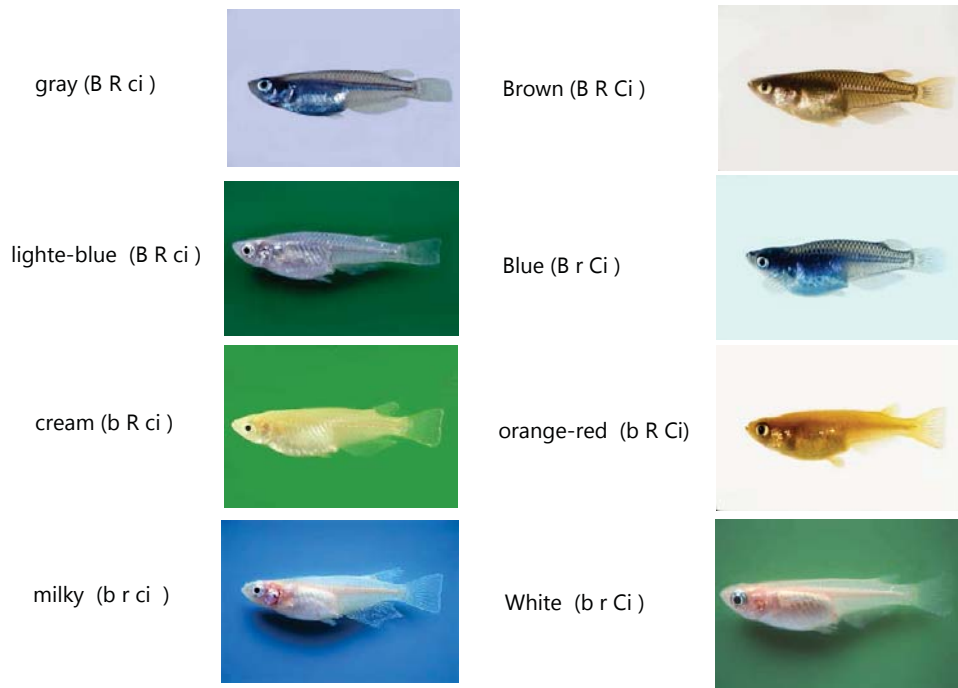 gray (B R ci )
Brown (B R Ci )
lighte-blue (B R ci )
Blue (B r Ci )
cream (b R ci )
orange-red (b R Ci)
milky (b r ci )
White (b r Ci )